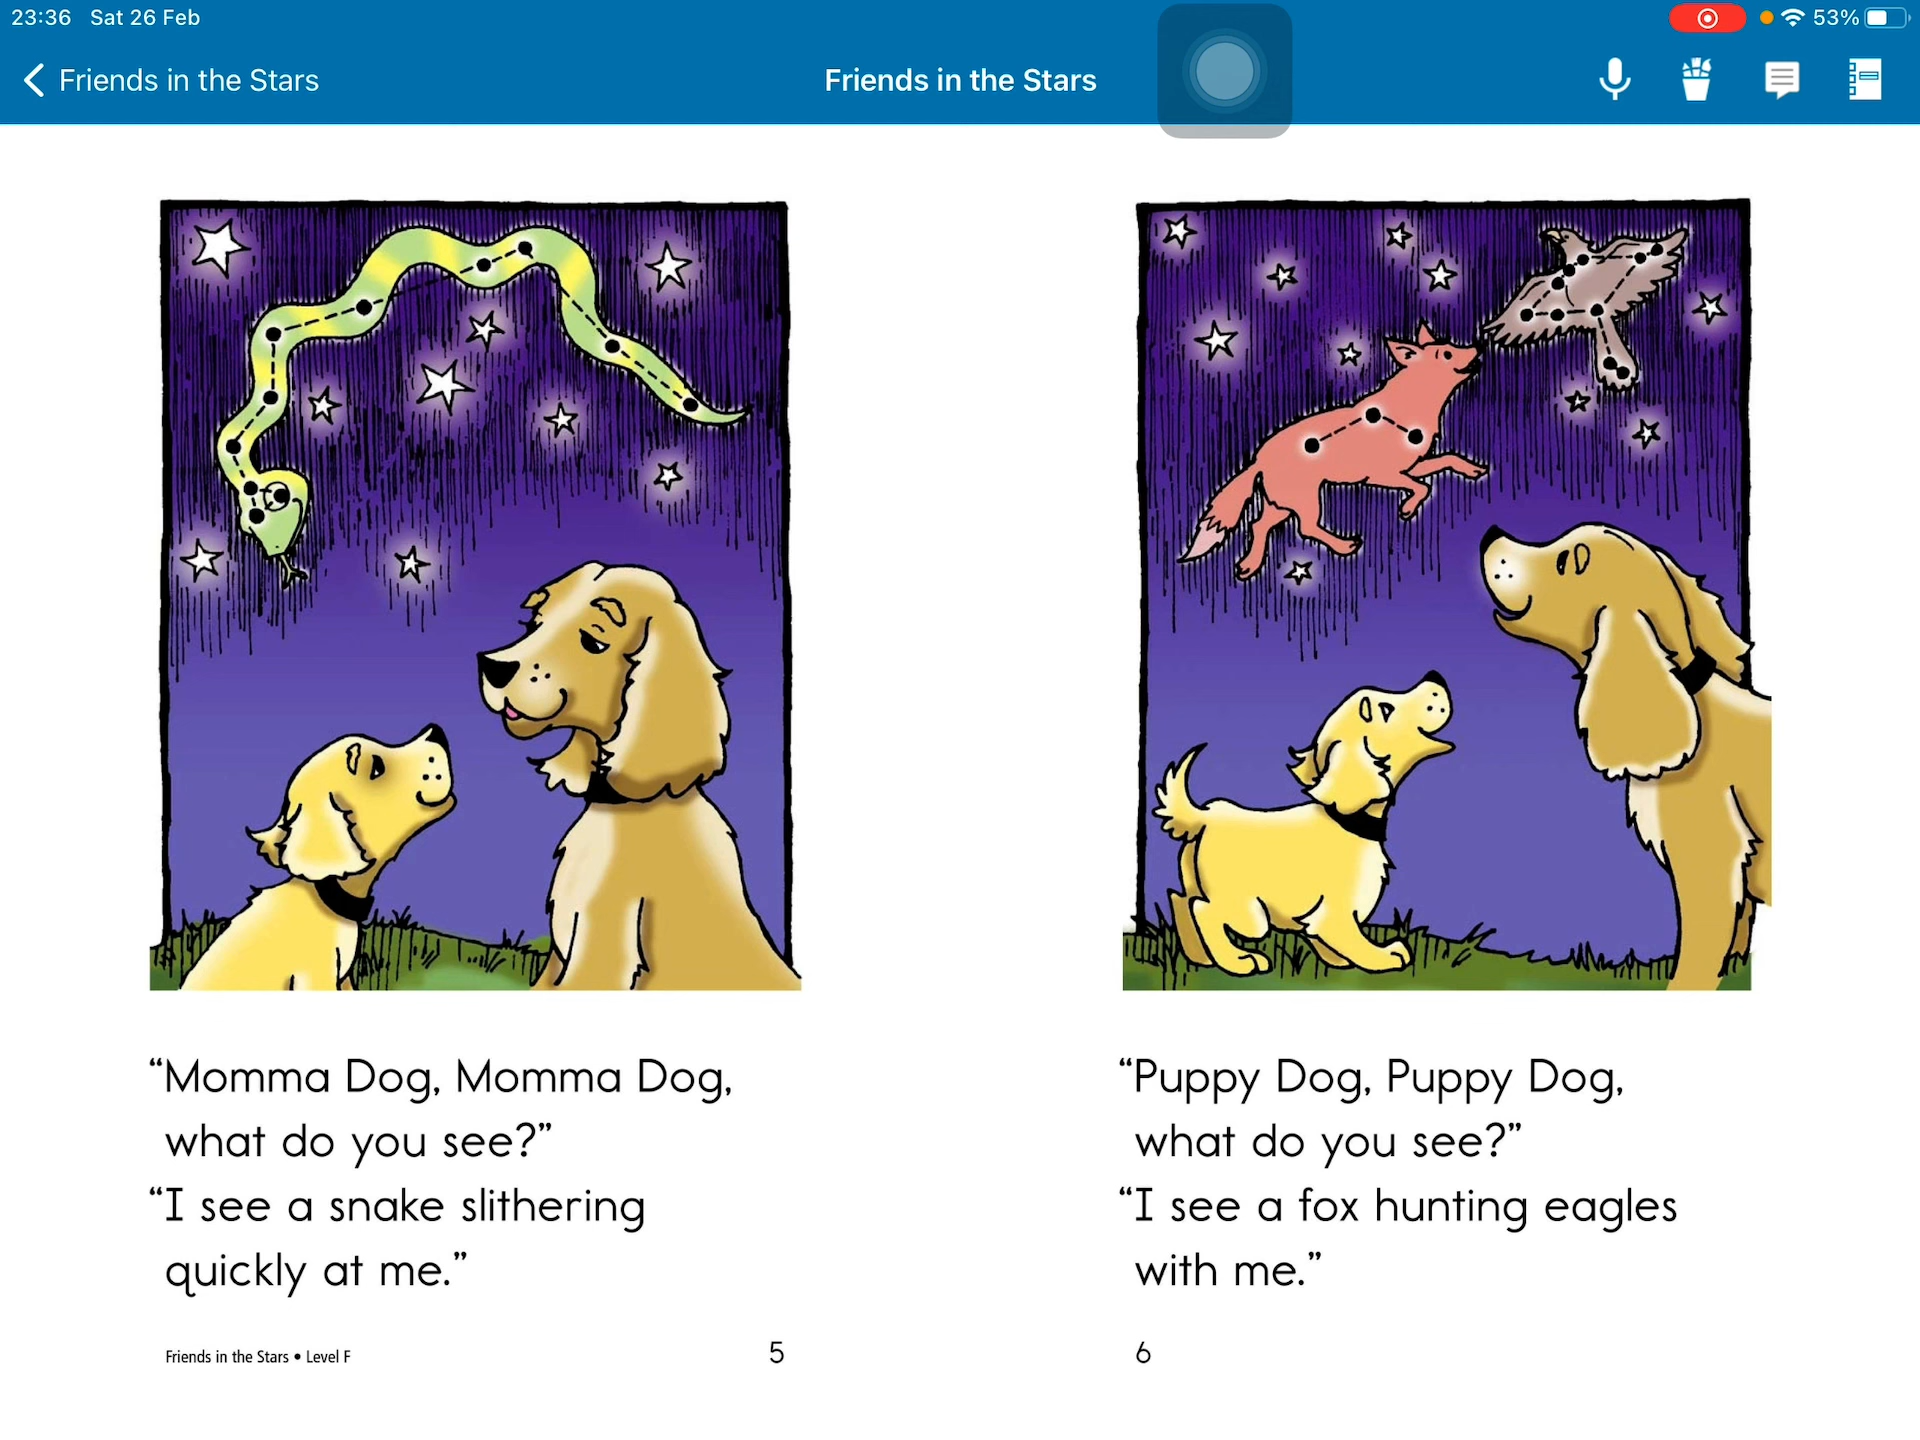 23:36 Sat 26 Feb
53%
Friends in the Stars
Friends in the Stars
“Momma Dog, Momma Dog,
what do you see?”
“I see a snake slithering
quickly at me.”
Friends in the Stars • Level F
5
“Puppy Dog, Puppy Dog,
what do you see?”
“I see a fox hunting eagles
with me.”
6